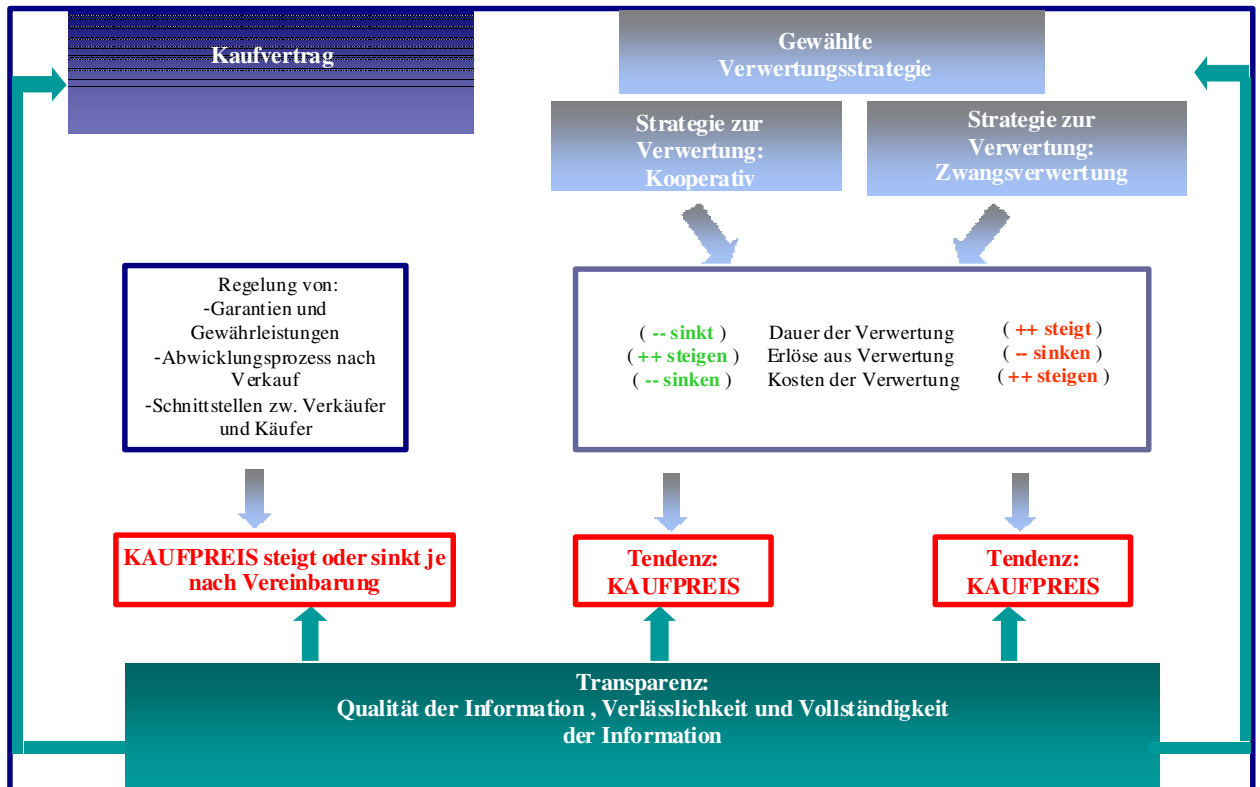 Kaufvertrag
Gewählte
Verwertungsstrategie
Strategie zur
Verwertung:
Kooperativ
Strategie zur
Verwertung:
Zwangsverwertung
Regelung von:
-Garantien und
Gewährleistungen
-Abwicklungsprozess nach
Verkauf
-Schnittstellen zw. Verkäufer
und Käufer
( -- sinkt ) Dauer der Verwertung ( ++ steigt )
( ++ steigen ) Erlöse aus Verwertung ( -- sinken )
( -- sinken ) Kosten der Verwertung ( ++ steigen )
KAUFPREIS steigt oder sinkt je
nach Vereinbarung
Tendenz:
KAUFPREIS
Tendenz:
KAUFPREIS
Transparenz:
Qualität der Information , Verlässlichkeit und Vollständigkeit
der Information